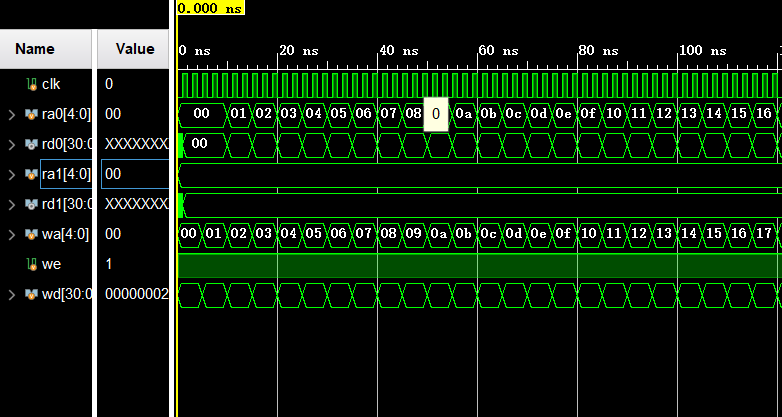 0.000 ns
Name Value
0 ns 20 ns 40 ns 60 ns 80 ns 100 ns
clk 0
ra0[4:0] 00 00 01 02 03 04 05 06 07 08 0 0a 0b 0c 0d 0e 0f 10 11 12 13 14 15 16
rd0[30:0 XXXXXXXX 00
ra1[4:0] 00
rd1[30:0 XXXXXXXX
wa[4:0] 00 00 01 02 03 04 05 06 07 08 09 0a 0b 0c 0d 0e 0f 10 11 12 13 14 15 16 17
we 1
wd[30:0 00000002